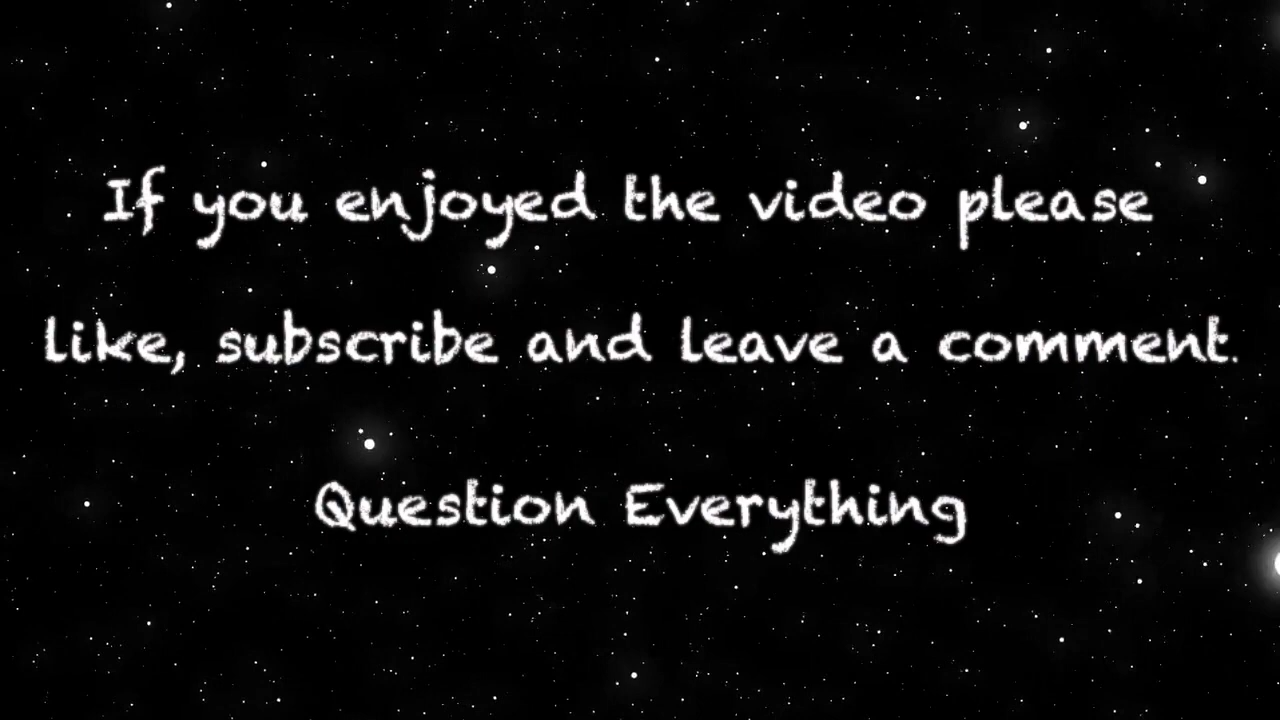 If you enjoyed the video please
like, subscribe and leave a comment.
Question Everything